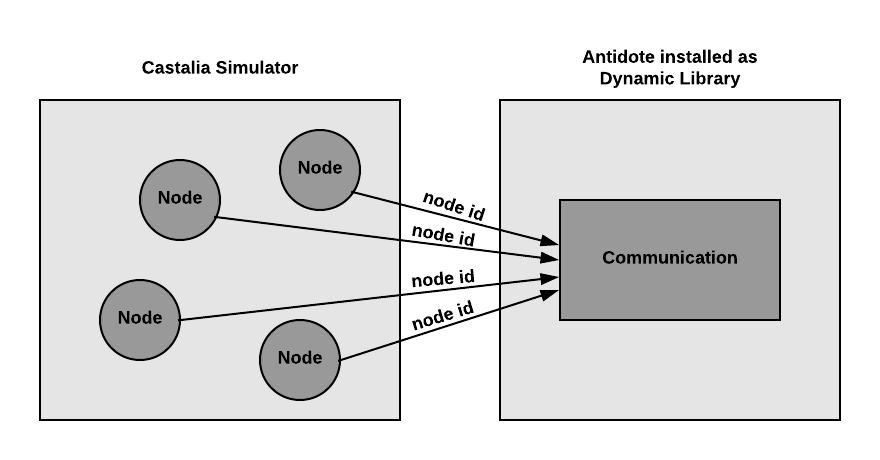 Castalia Simulator
Antidote installed as
Dynamic Library
Node
Node
Node
Node
node id
node id
node id
node id
Communication